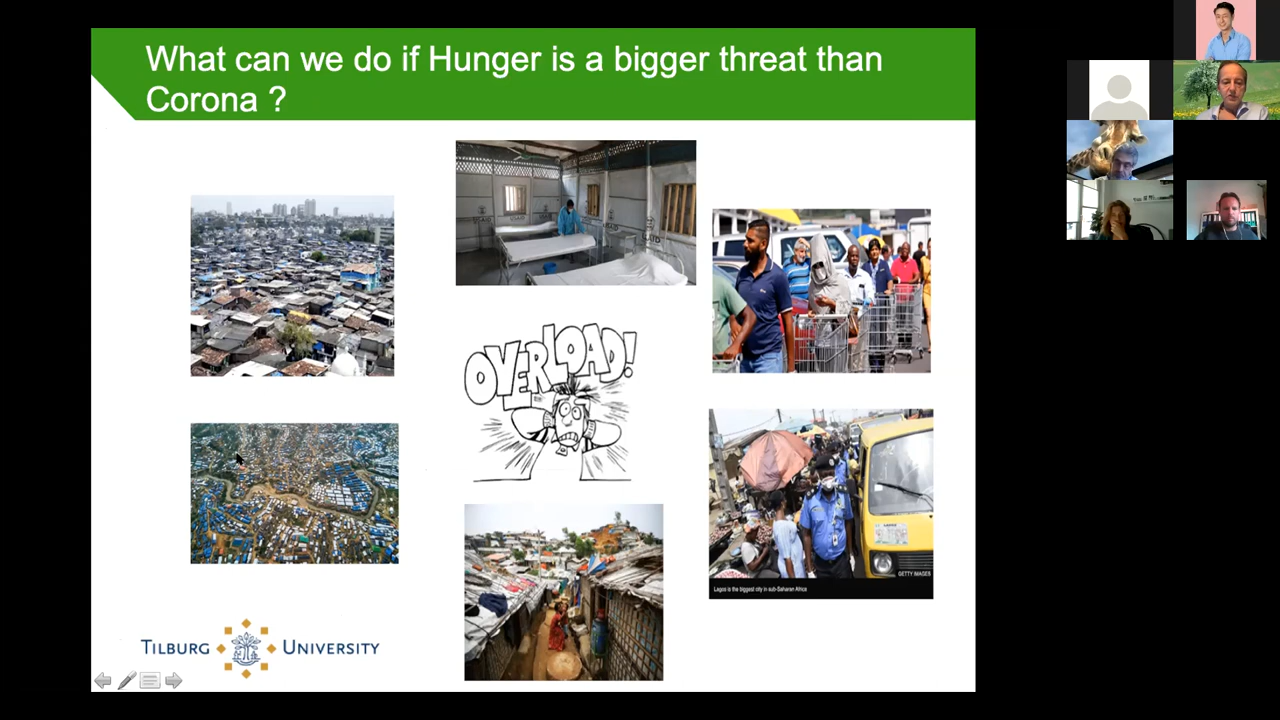 What can we do if Hunger is a bigger threat than
Corona ?
OVERLOAD!
GETTY IMAGES
Lagos is the biggest city in sub-Saharan Africa
TILBURG UNIVERSITY